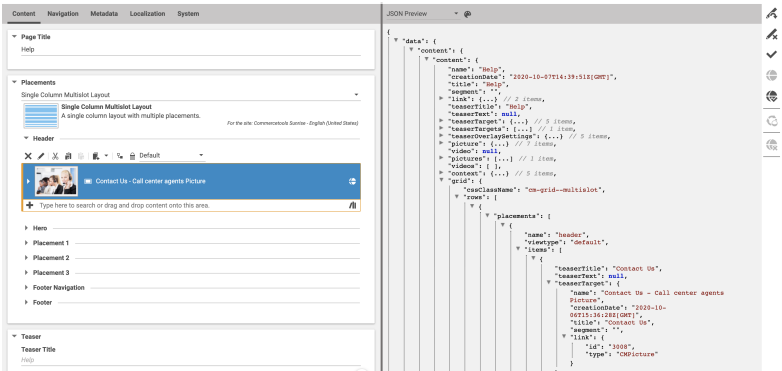 Content Navigation Metadata Localization System
Page Title
Help
Placements
Single Column Multislot Layout
Single Column Multislot Layout
A single column layout with multiple placements.
For the site: Commercetools Sunrise - English (United States)
Header
Default
Contact Us - Call center agents Picture
Type here to search or drag and drop content onto this area.
Hero
Placement 1
Placement 2
Placement 3
Footer Navigation
Footer
Teaser
Teaser Title
Help
JSON Preview
{
"data": {
"content": {
"content": {
"name": "Help",
"creationDate": "2020-10-07T14:39:51Z[GMT]",
"title": "Help",
"segment": "",
"link": {...} // 2 items,
"teaserTitle": "Help",
"teaserText": null,
"teaserTarget": {...} // 5 items,
"teaserTargets": [...] // 1 item,
"teaserOverlaySettings": {...} // 5 items,
"picture": {...} // 7 items,
"video": null,
"pictures": [...] // 1 item,
"videos": [ ],
"context": {...} // 5 items,
"grid": {
"cssClassName": "cm-grid--multislot",
"rows": [
{
"placements": [
{
"name": "header",
"viewtype": "default",
"items": [
{
"teaserTitle": "Contact Us",
"teaserText": null,
"teaserTarget": {
"name": "Contact Us - Call center agents
Picture",
"creationDate": "2020-10-
06T15:36:28Z[GMT]",
"title": "Contact Us",
"segment": "",
"link": {
"id": "3008",
"type": "CMPicture"
}